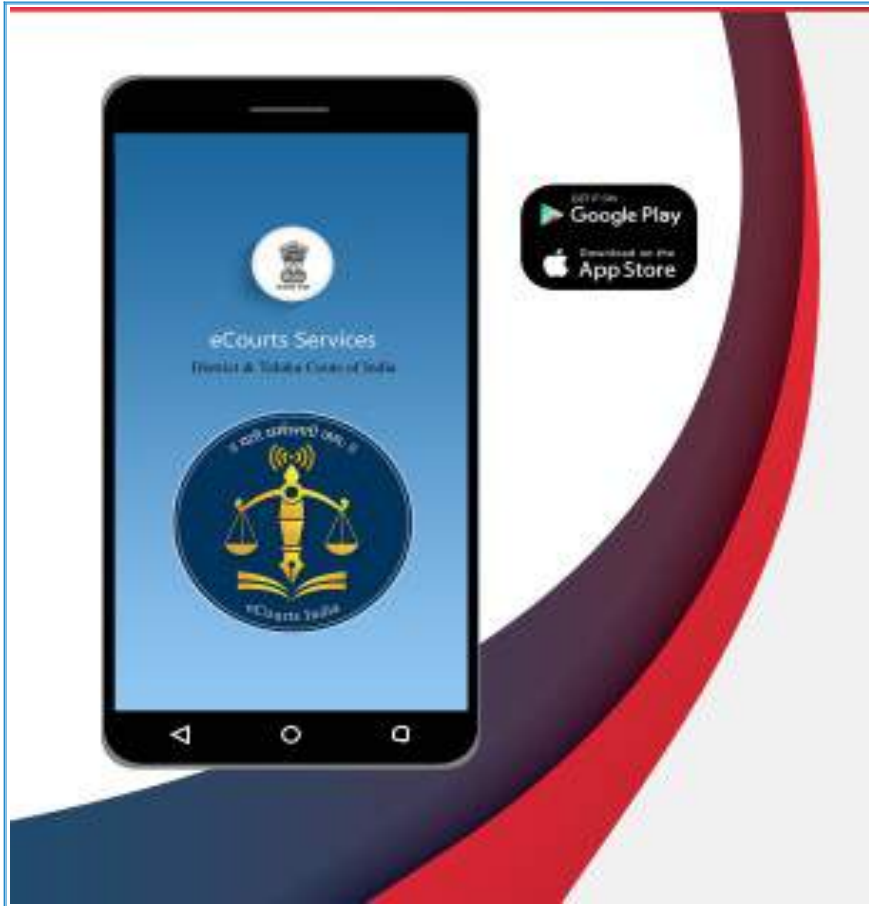 eCourts Services
District & Taluka Courts of India
GET IT ON
Google Play
Download on the
App Store
eCourts India